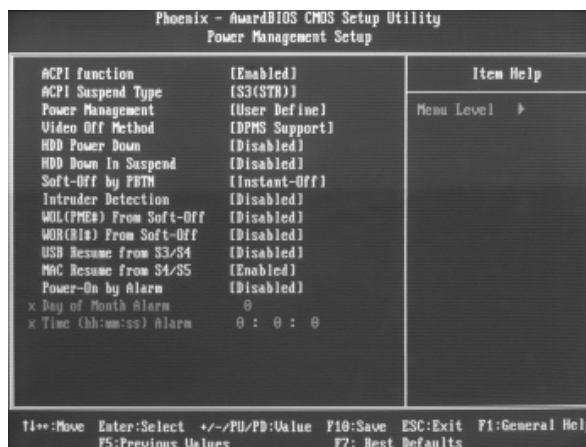 Phoenix - AwardBIOS CMOS Setup Utility
Power Management Setup
ACPI function [Enabled]
ACPI Suspend Type [S3(STR)]
Power Management [User Define]
Video Off Method [DPMS Support]
HDD Power Down [Disabled]
HDD Down In Suspend [Disabled]
Soft-Off by PBTN [Instant-Off]
Intruder Detection [Disabled]
WOL(PME#) From Soft-Off [Disabled]
WOR(RI#) From Soft-Off [Disabled]
USB Resume from S3/S4 [Disabled]
MAC Resume from S4/S5 [Enabled]
Power-On by Alarm [Disabled]
x Day of Month Alarm 0
x Time (hh:mm:ss) Alarm 0 : 0 : 0
Item Help
Menu Level ▶
↑↓→←:Move Enter:Select +/-/PU/PD:Value F10:Save ESC:Exit F1:General Hel
F5:Previous Values F7: Best Defaults